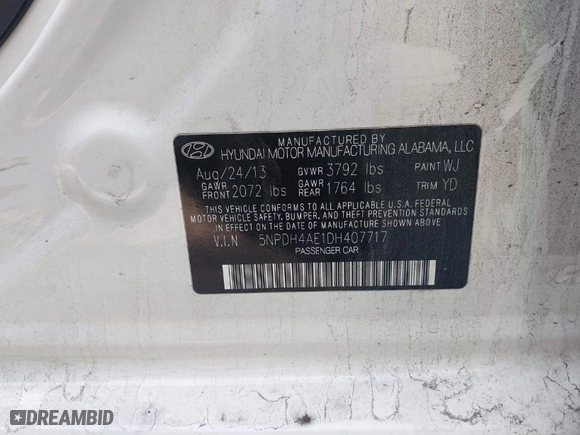 MANUFACTURED BY
HYUNDAI MOTOR MANUFACTURING ALABAMA, LLC
Aug/24/13 GVWR 3792 lbs PAINT WJ
GAWR FRONT 2072 lbs GAWR REAR 1764 lbs TRIM YD
THIS VEHICLE CONFORMS TO ALL APPLICABLE U.S.A. FEDERAL
MOTOR VEHICLE SAFETY, BUMPER, AND THEFT PREVENTION STANDARDS
IN EFFECT ON THE DATE OF MANUFACTURE SHOWN ABOVE.
V.I.N 5NPDH4AE1DH407717
PASSENGER CAR
DREAMBID